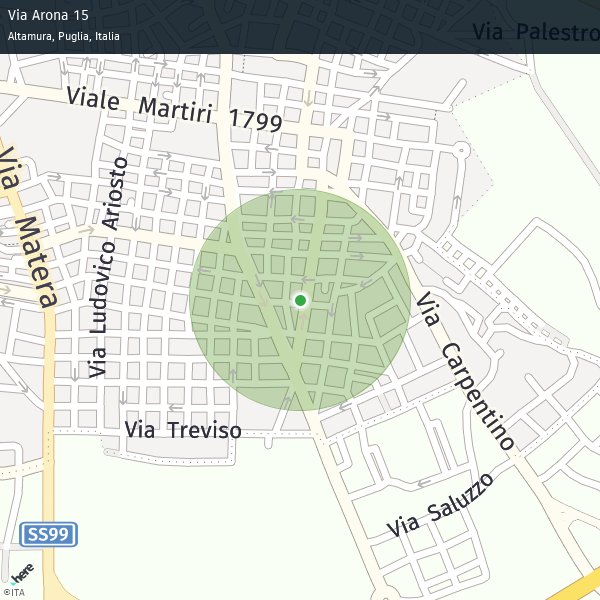 Via Arona 15
Altamura, Puglia, Italia
Via Palestro
Viale Martiri 1799
Via Matera
Via Ludovico Ariosto
Via Carpentino
Via Treviso
Via Saluzzo
SS99
here
©ITA